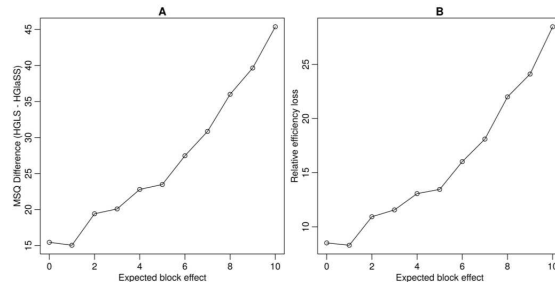 A
MSQ Difference (HGLS - HGlaSS)
45
40
35
30
25
20
15
0 2 4 6 8 10
Expected block effect
B
Relative efficiency loss
25
20
15
10
0 2 4 6 8 10
Expected block effect